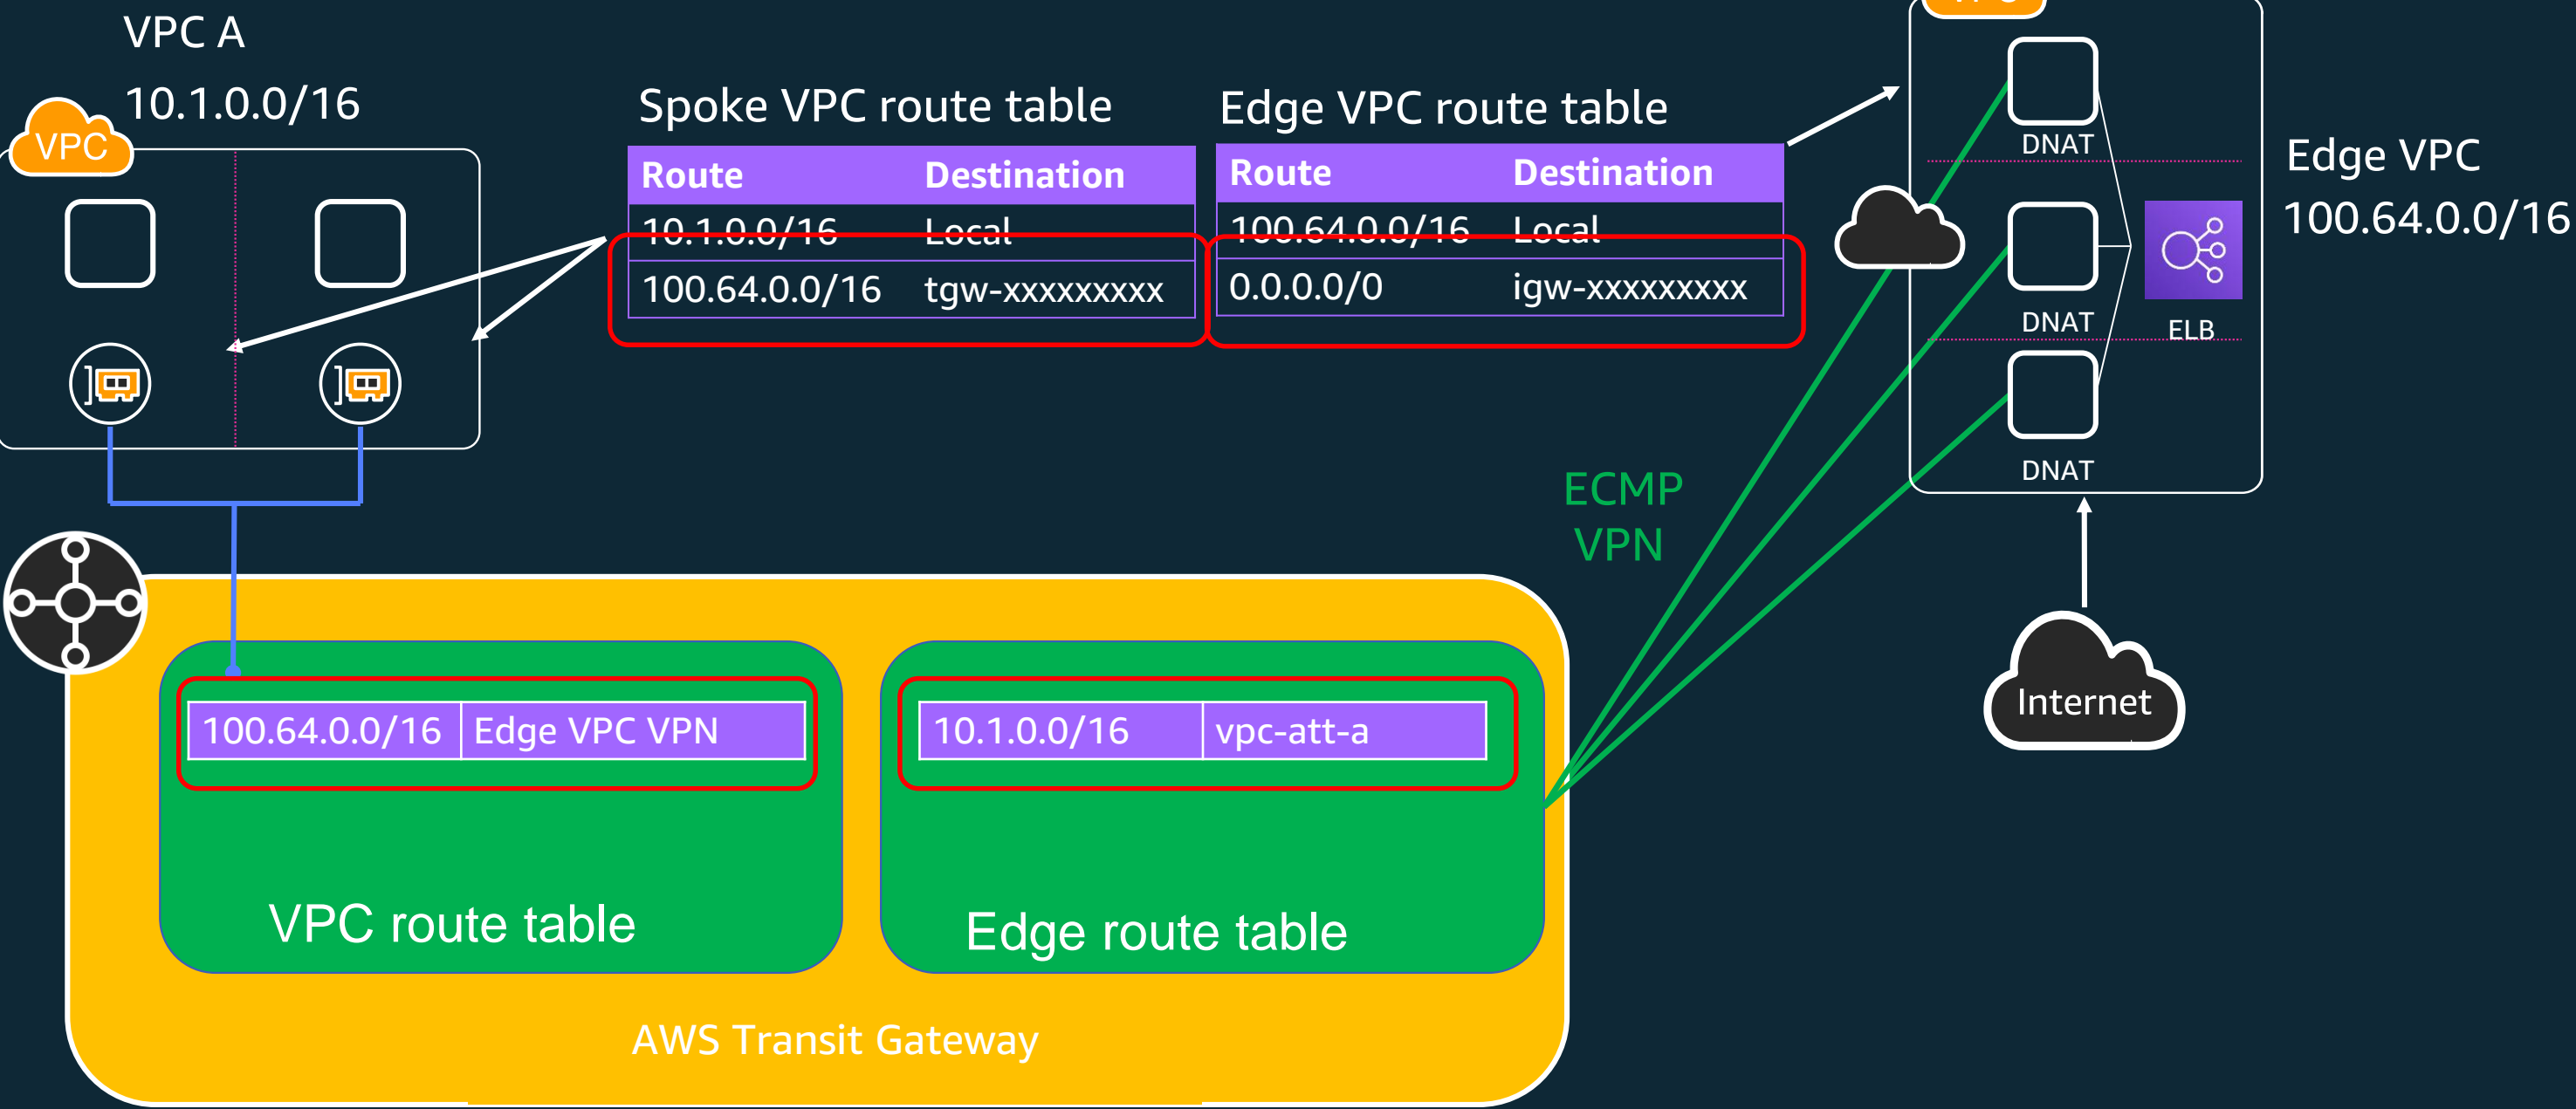 VPC A
10.1.0.0/16
VPC
Spoke VPC route table
Route Destination
10.1.0.0/16 Local
100.64.0.0/16 tgw-xxxxxxxxx
Edge VPC route table
Route Destination
100.64.0.0/16 Local
0.0.0.0/0 igw-xxxxxxxxx
VPC
DNAT
DNAT
ELB
DNAT
Edge VPC
100.64.0.0/16
ECMP
VPN
Internet
100.64.0.0/16 Edge VPC VPN
VPC route table
10.1.0.0/16 vpc-att-a
Edge route table
AWS Transit Gateway